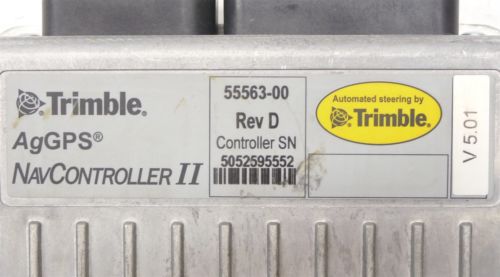 Trimble®
AgGPS®
NAVCONTROLLER II
55563-00
Rev D
Controller SN
5052595552
Automated steering by
Trimble®
V 5.01